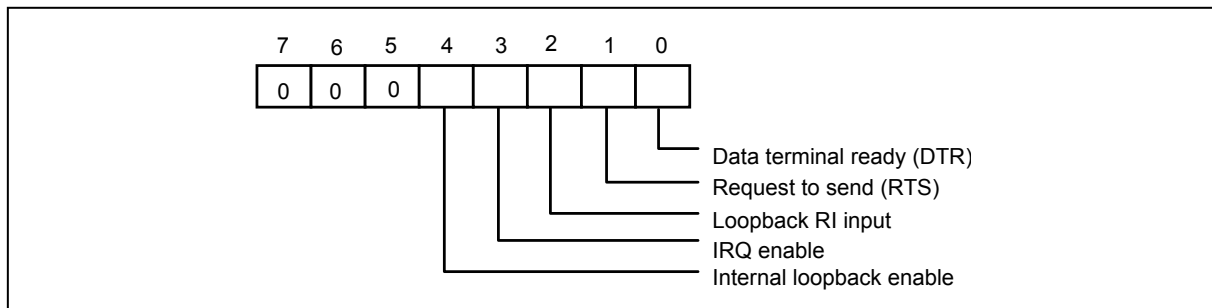 7 6 5 4 3 2 1 0
0 0 0
Data terminal ready (DTR)
Request to send (RTS)
Loopback RI input
IRQ enable
Internal loopback enable